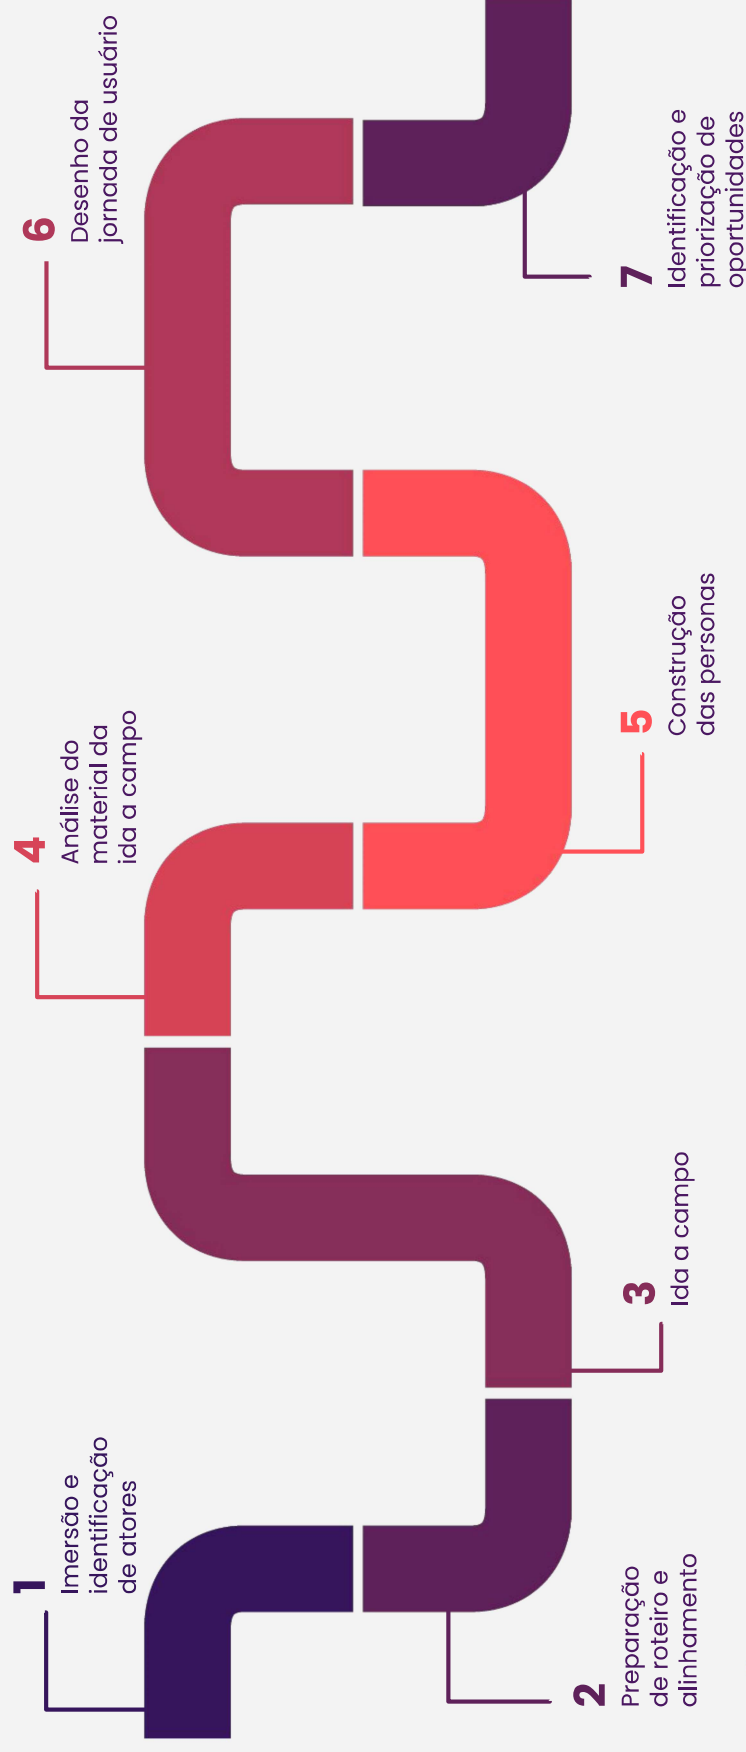 1
Imersão e
identificação
de atores
2
Preparação
de roteiro e
alinhamento
3
Ida a campo
4
Análise do
material da
ida a campo
5
Construção
das personas
6
Desenho da
jornada de usuário
7
Identificação e
priorização de
oportunidades